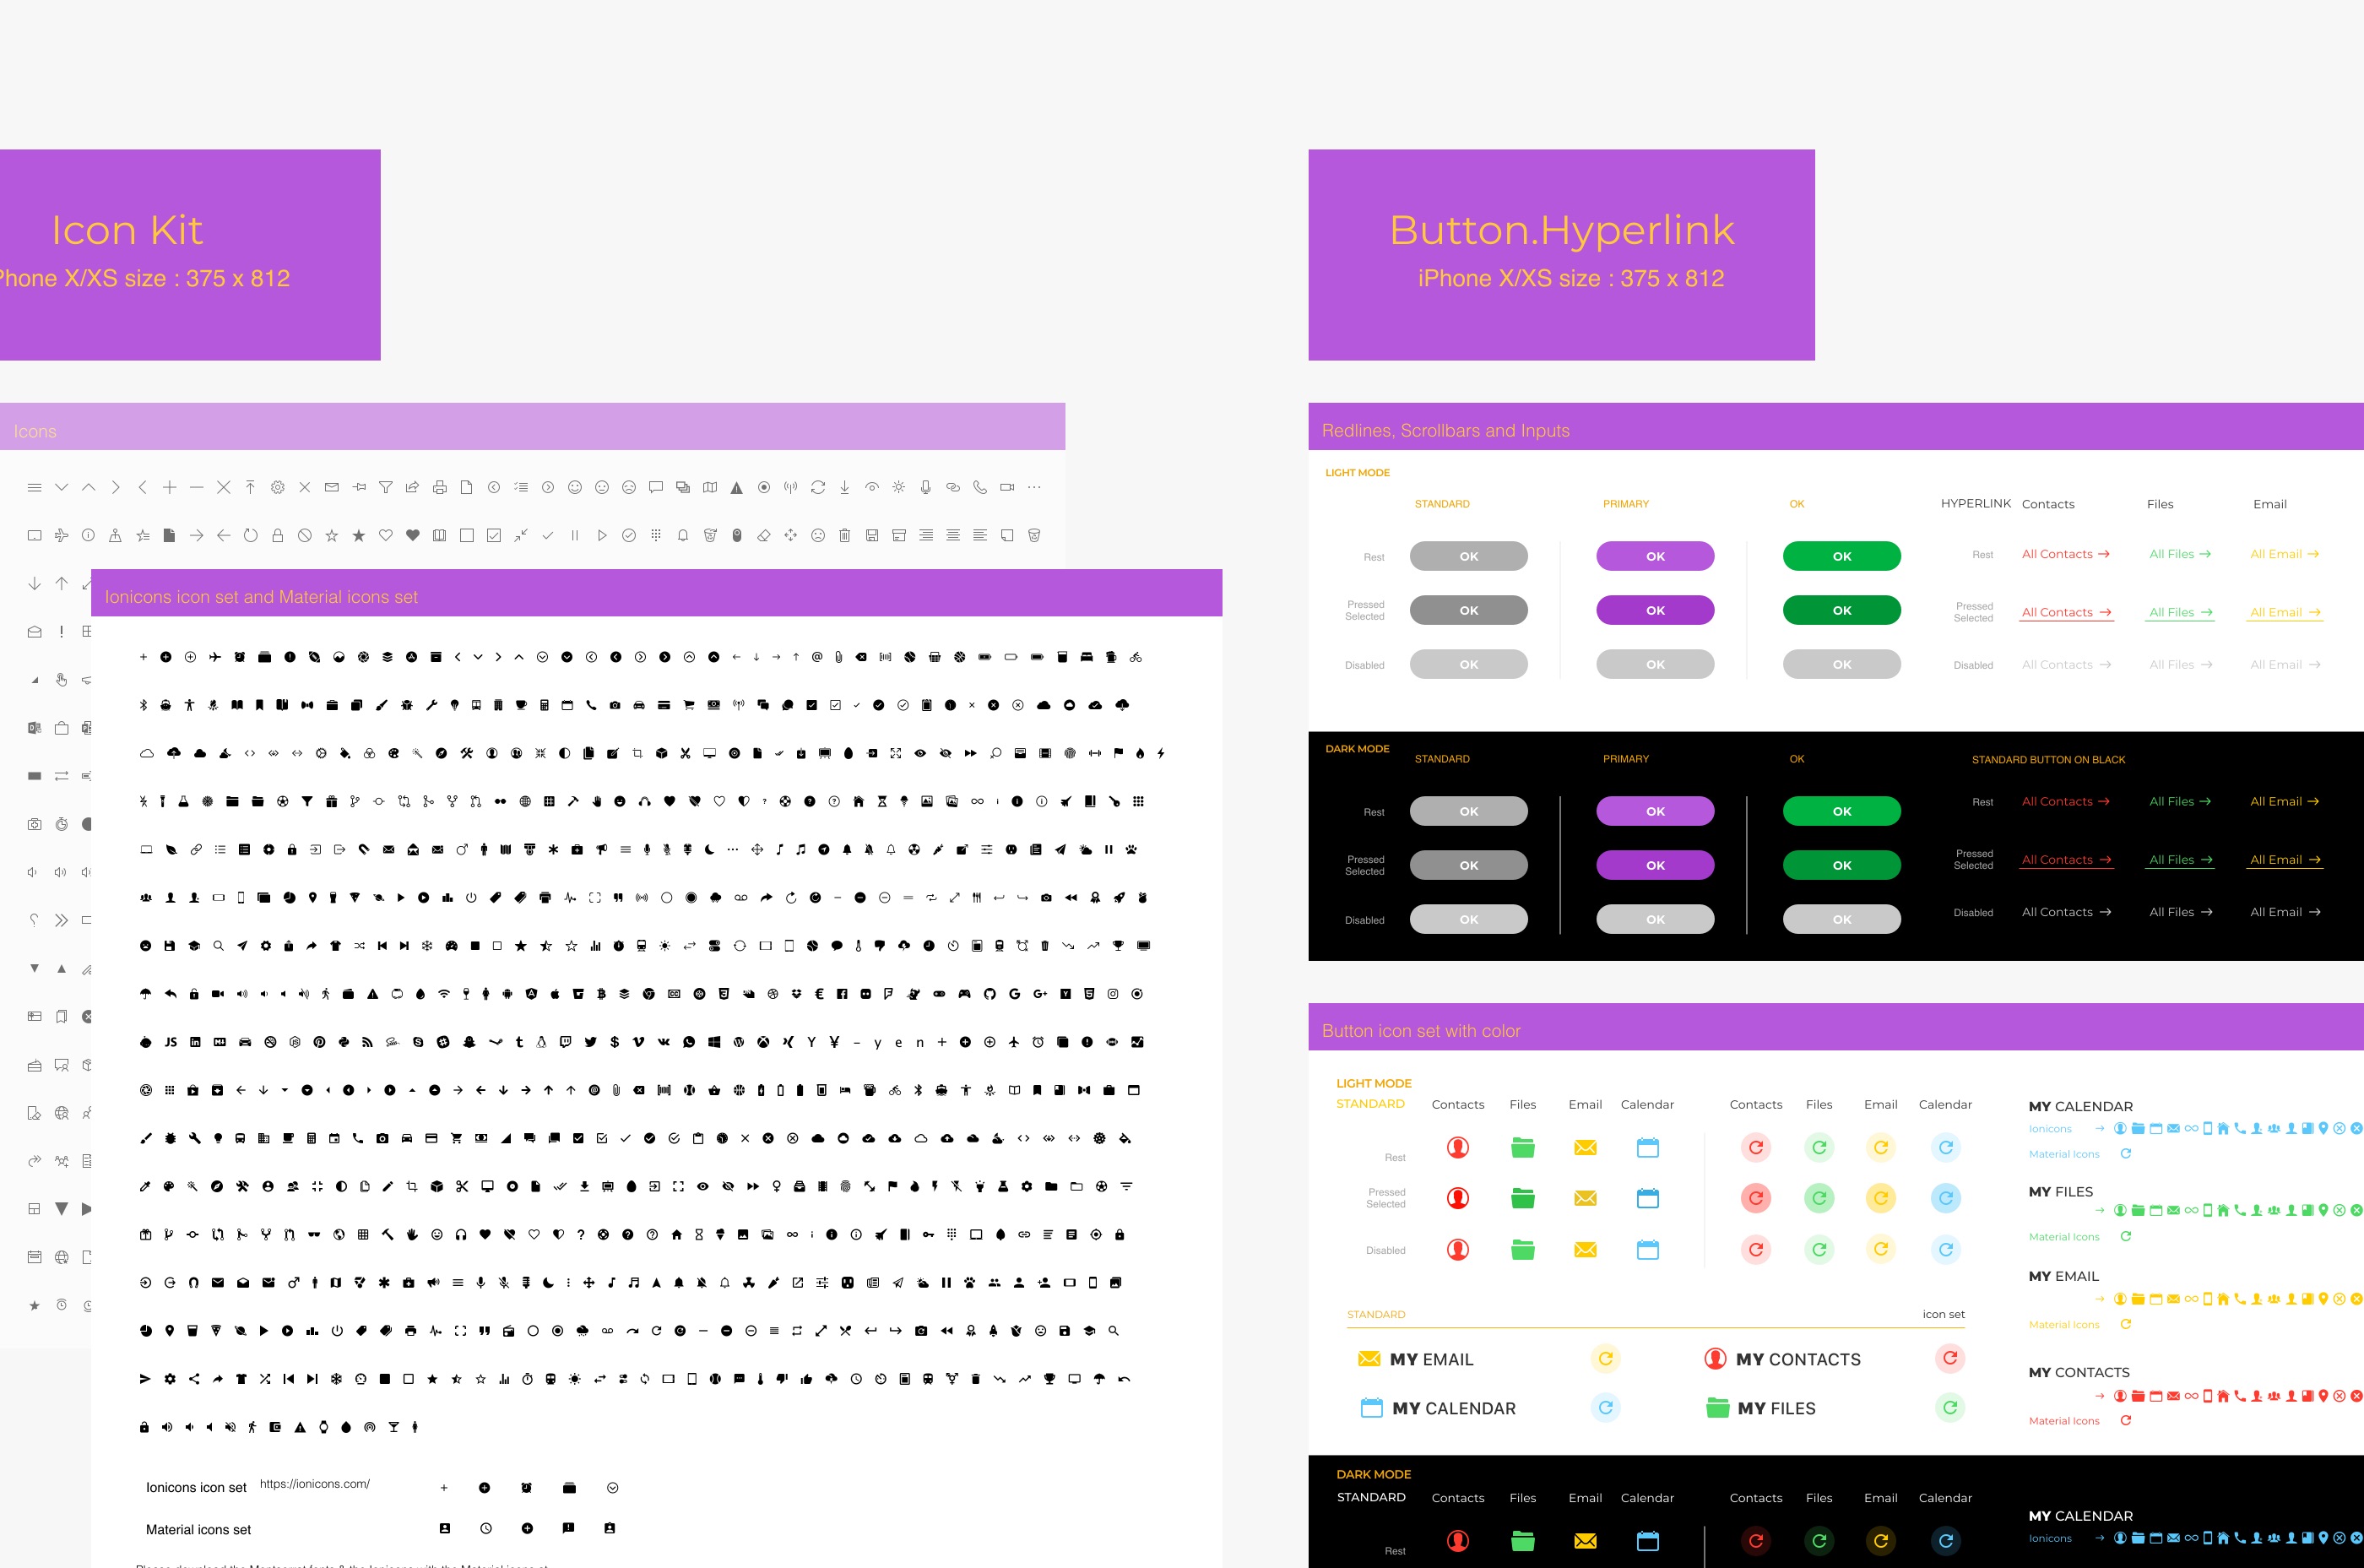 Icon Kit
Phone X/XS size : 375 x 812
Icons
Ionicons icon set and Material icons set
Ionicons icon set https://ionicons.com/
Material icons set
Button.Hyperlink
iPhone X/XS size : 375 x 812
Redlines, Scrollbars and Inputs
LIGHT MODE
STANDARD PRIMARY OK HYPERLINK Contacts Files Email
Rest OK OK OK Rest All Contacts → All Files → All Email →
Pressed Selected OK OK OK Pressed Selected All Contacts → All Files → All Email →
Disabled OK OK OK Disabled All Contacts → All Files → All Email →
DARK MODE
STANDARD PRIMARY OK STANDARD BUTTON ON BLACK
Rest OK OK OK Rest All Contacts → All Files → All Email →
Pressed Selected OK OK OK Pressed Selected All Contacts → All Files → All Email →
Disabled OK OK OK Disabled All Contacts → All Files → All Email →
Button icon set with color
LIGHT MODE
STANDARD Contacts Files Email Calendar Contacts Files Email Calendar
Rest
Pressed Selected
Disabled
MY CALENDAR
Ionicons →
Material Icons
MY FILES
→
Material Icons
MY EMAIL
→
Material Icons
MY CONTACTS
→
Material Icons
STANDARD icon set
MY EMAIL MY CONTACTS
MY CALENDAR MY FILES
DARK MODE
STANDARD Contacts Files Email Calendar Contacts Files Email Calendar
Rest
MY CALENDAR
Ionicons →